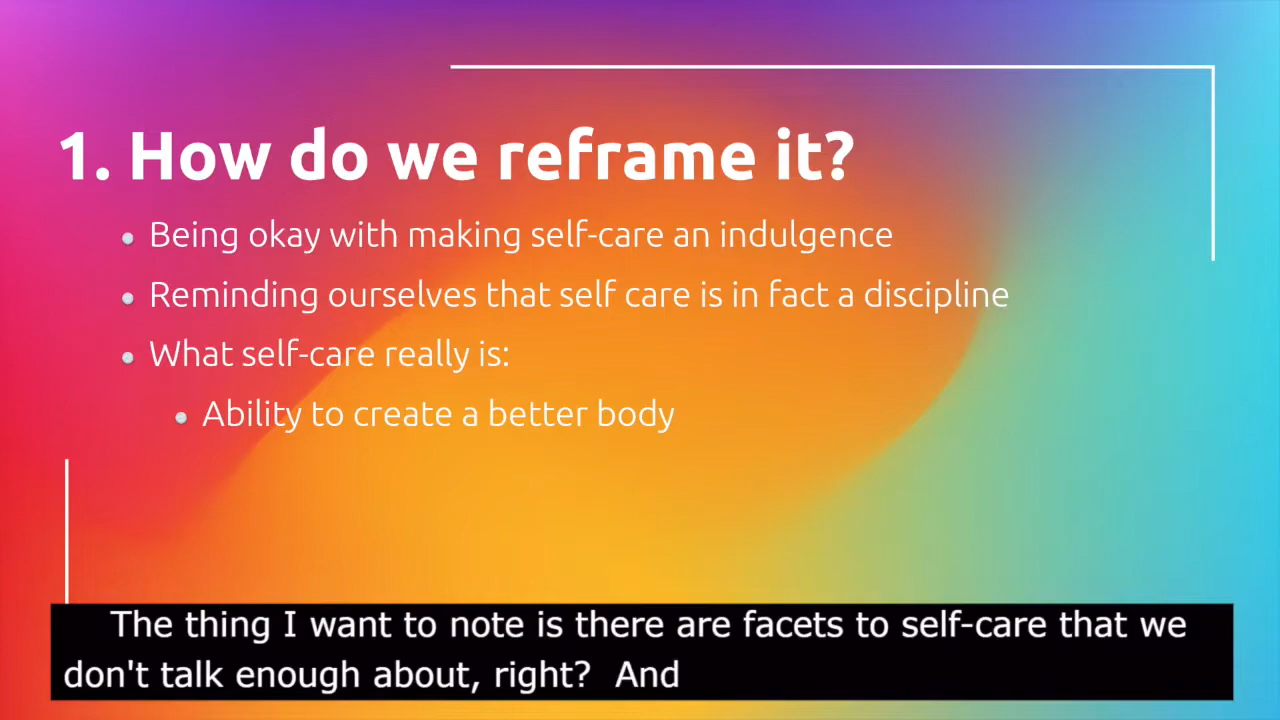 1. How do we reframe it?
• Being okay with making self-care an indulgence
• Reminding ourselves that self care is in fact a discipline
• What self-care really is:
• Ability to create a better body
The thing I want to note is there are facets to self-care that we
don't talk enough about, right?  And